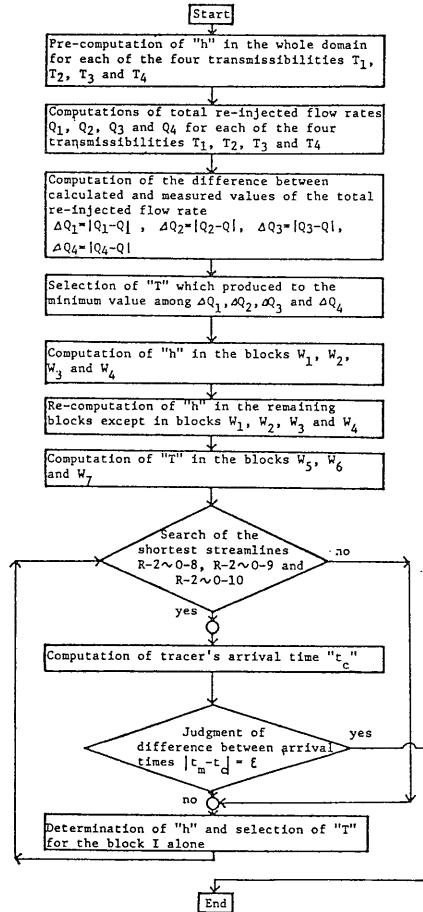 Start
Pre-computation of "h" in the whole domain
for each of the four transmissibilities T1,
T2, T3 and T4
Computations of total re-injected flow rates
Q1, Q2, Q3 and Q4 for each of the four
transmissibilities T1, T2, T3 and T4
Computation of the difference between
calculated and measured values of the total
re-injected flow rate
ΔQ1=|Q1-Q|, ΔQ2=|Q2-Q|, ΔQ3=|Q3-Q|,
ΔQ4=|Q4-Q|
Selection of "T" which produced to the
minimum value among ΔQ1,ΔQ2,ΔQ3 and ΔQ4
Computation of "h" in the blocks W1, W2,
W3 and W4
Re-computation of "h" in the remaining
blocks except in blocks W1, W2, W3 and W4
Computation of "T" in the blocks W5, W6
and W7
Search of the
shortest streamlines
R-2~O-8, R-2~O-9 and
R-2~O-10
no
yes
Computation of tracer's arrival time "tc"
Judgment of
difference between arrival
times |tm-tc| = ε
yes
no
Determination of "h" and selection of "T"
for the block I alone
End